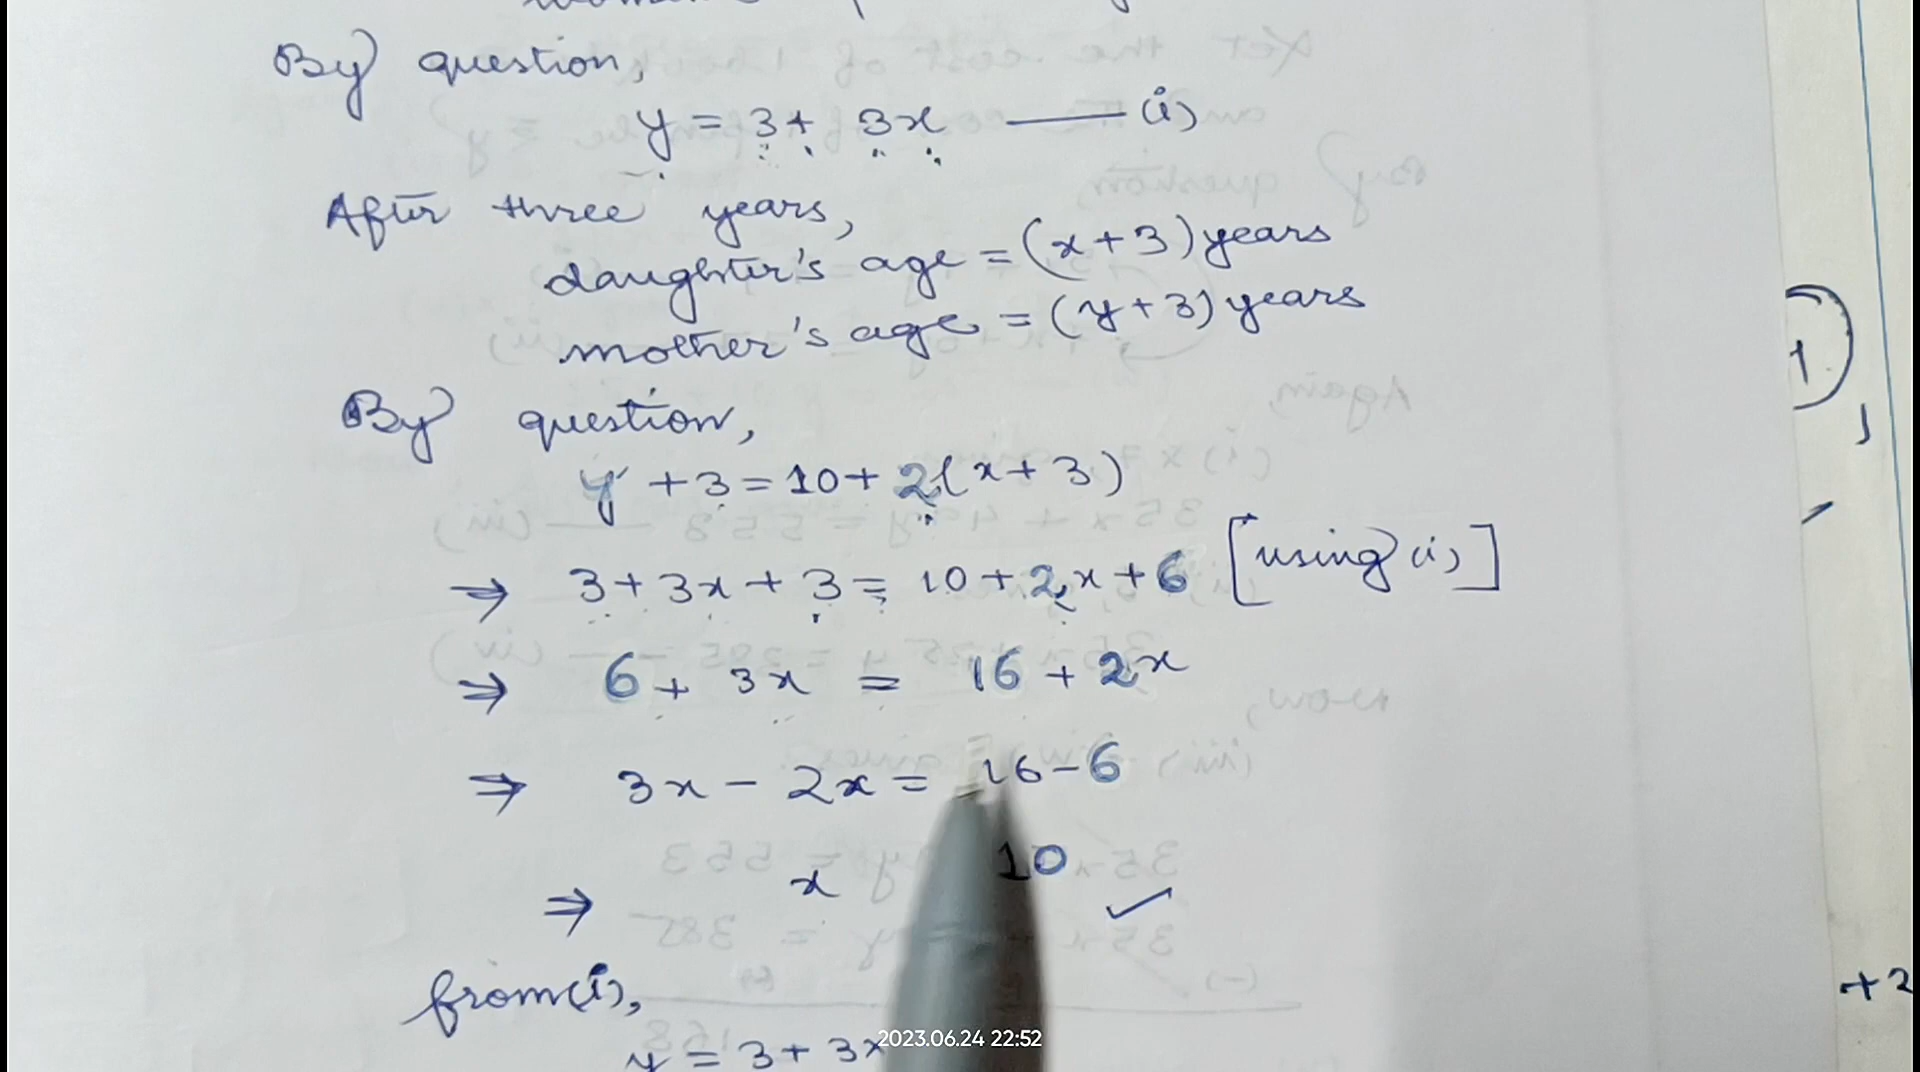 By question,
y = 3 + 3x —— (i)
After three years,
daughter's age = (x+3) years
mother's age = (y+3) years
By question,
y + 3 = 10 + 2(x + 3)
⇒ 3 + 3x + 3 = 10 + 2x + 6 [using (i)]
⇒ 6 + 3x = 16 + 2x
⇒ 3x - 2x = 16 - 6
⇒ x 10 ✓
from (i),
y = 3 + 3x
1
+2
2023.06.24 22:52